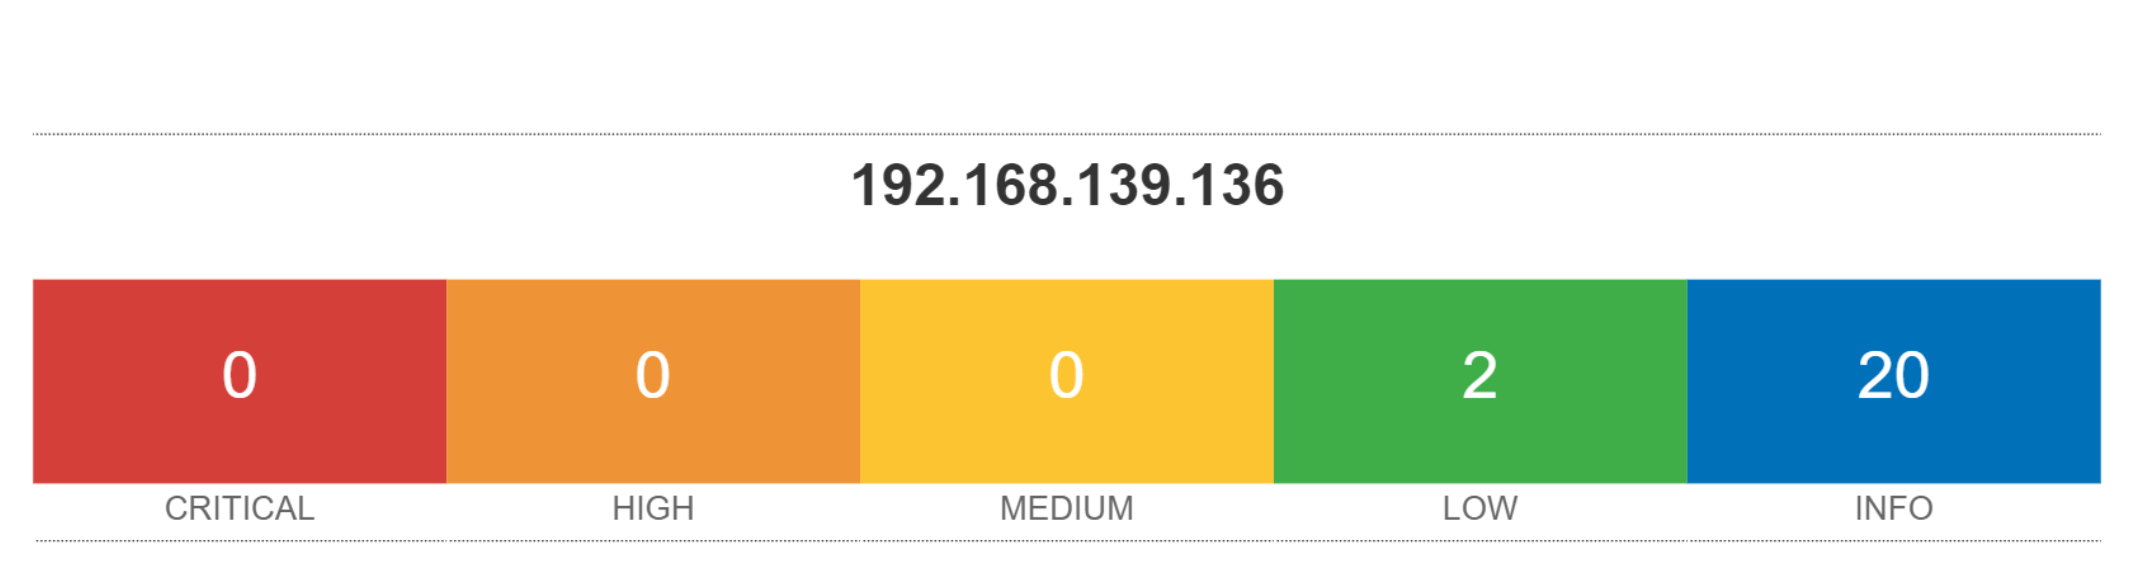 192.168.139.136
0 0 0 2 20
CRITICAL HIGH MEDIUM LOW INFO